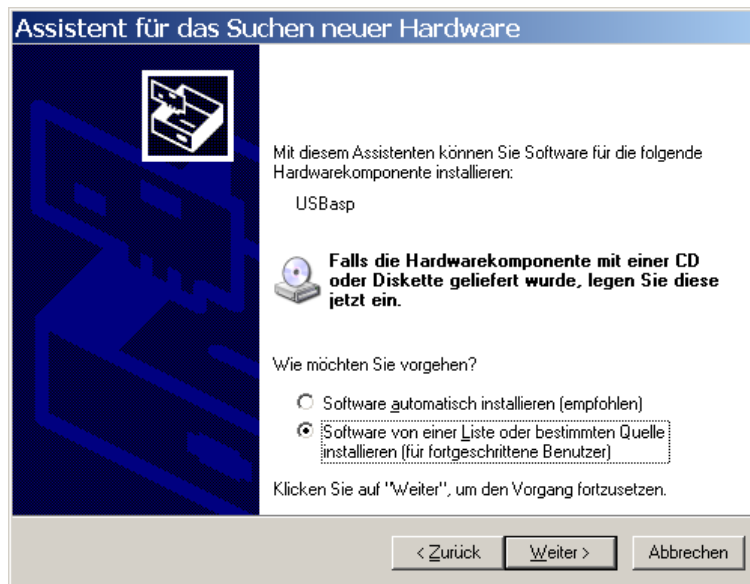 Assistent für das Suchen neuer Hardware
Mit diesem Assistenten können Sie Software für die folgende
Hardwarekomponente installieren:
USBasp
Falls die Hardwarekomponente mit einer CD
oder Diskette geliefert wurde, legen Sie diese
jetzt ein.
Wie möchten Sie vorgehen?
Software automatisch installieren (empfohlen)
Software von einer Liste oder bestimmten Quelle
installieren (für fortgeschrittene Benutzer)
Klicken Sie auf "Weiter", um den Vorgang fortzusetzen.
< Zurück Weiter > Abbrechen